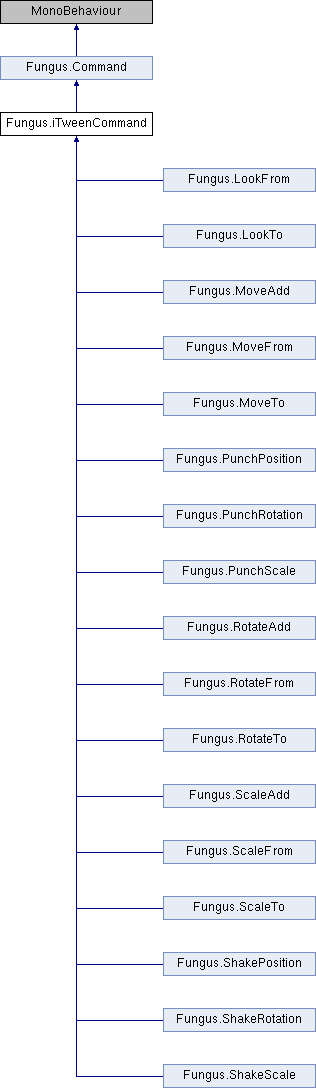 MonoBehaviour
Fungus.Command
Fungus.iTweenCommand
Fungus.LookFrom
Fungus.LookTo
Fungus.MoveAdd
Fungus.MoveFrom
Fungus.MoveTo
Fungus.PunchPosition
Fungus.PunchRotation
Fungus.PunchScale
Fungus.RotateAdd
Fungus.RotateFrom
Fungus.RotateTo
Fungus.ScaleAdd
Fungus.ScaleFrom
Fungus.ScaleTo
Fungus.ShakePosition
Fungus.ShakeRotation
Fungus.ShakeScale